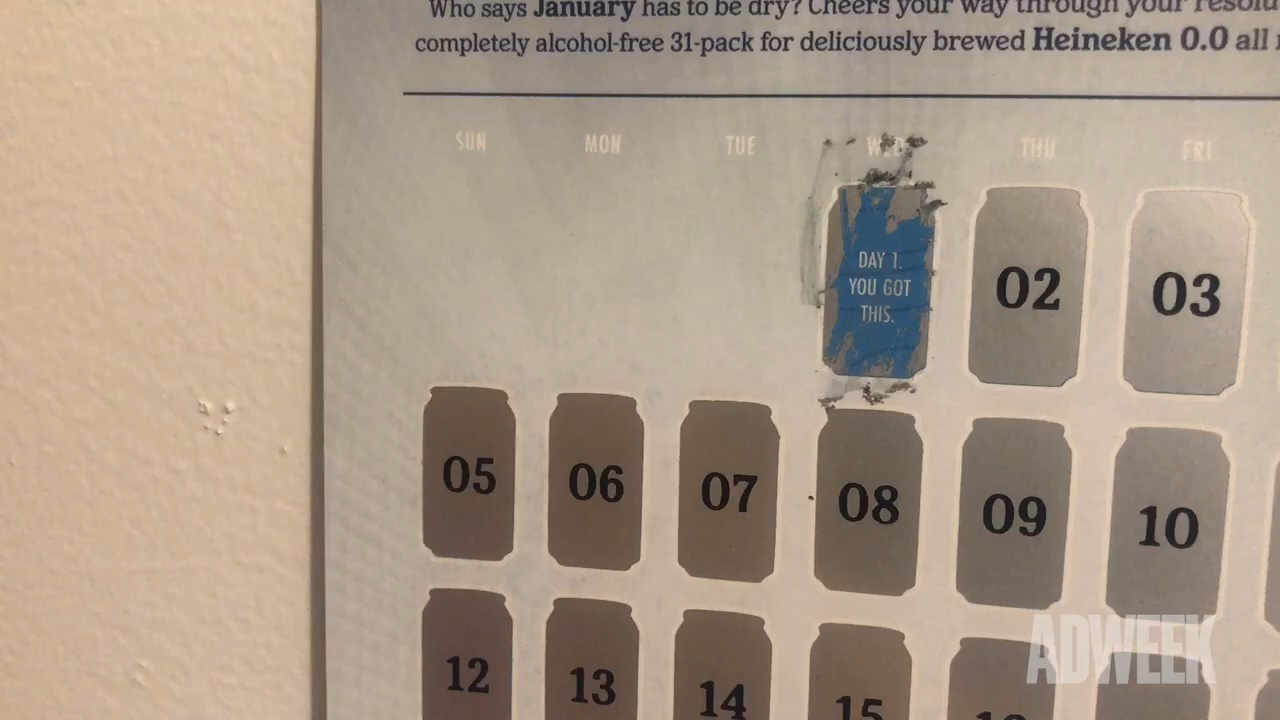 Who says January has to be dry? Cheers your way through your
completely alcohol-free 31-pack for deliciously brewed Heineken 0.0 all
SUN MON TUE WED THU FRI
DAY 1.
YOU GOT
THIS.
02 03
05 06 07 08 09 10
12 13 14 15
ADWEEK